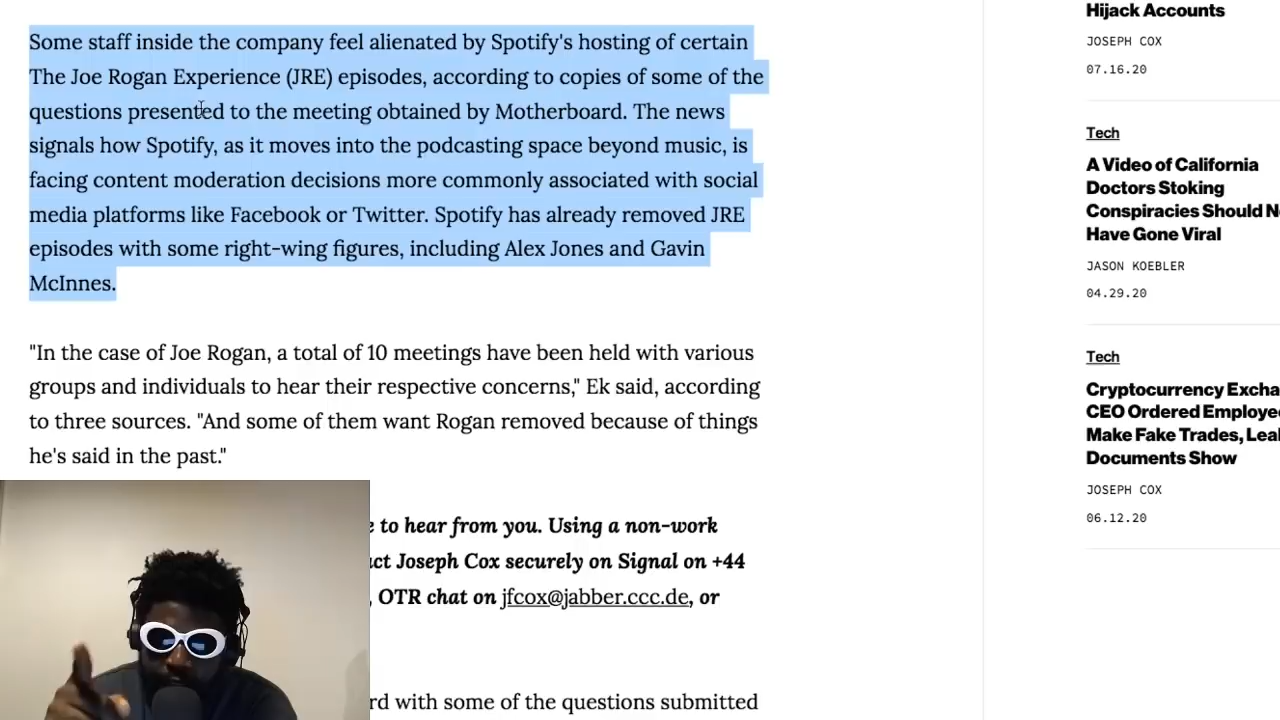 Some staff inside the company feel alienated by Spotify's hosting of certain
The Joe Rogan Experience (JRE) episodes, according to copies of some of the
questions presented to the meeting obtained by Motherboard. The news
signals how Spotify, as it moves into the podcasting space beyond music, is
facing content moderation decisions more commonly associated with social
media platforms like Facebook or Twitter. Spotify has already removed JRE
episodes with some right-wing figures, including Alex Jones and Gavin
McInnes.
"In the case of Joe Rogan, a total of 10 meetings have been held with various
groups and individuals to hear their respective concerns," Ek said, according
to three sources. "And some of them want Rogan removed because of things
he's said in the past."
to hear from you. Using a non-work
Joseph Cox securely on Signal on +44
, OTR chat on jfcox@jabber.ccc.de, or
with some of the questions submitted
Hijack Accounts
JOSEPH COX
07.16.20
Tech
A Video of California
Doctors Stoking
Conspiracies Should
Have Gone Viral
JASON KOEBLER
04.29.20
Tech
Cryptocurrency
CEO Ordered
Make Fake Trades,
Documents Show
JOSEPH COX
06.12.20